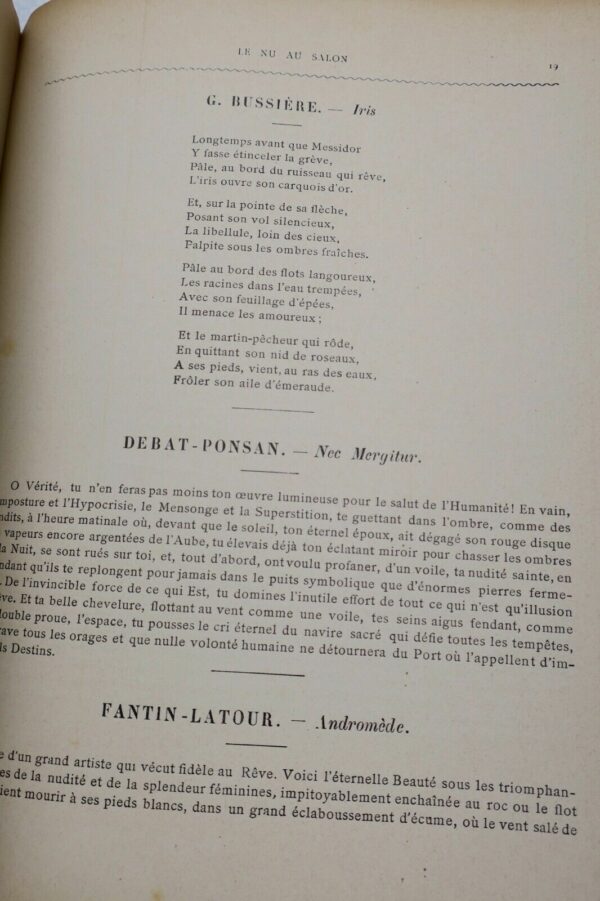 LE NU AU SALON
19
G. BUSSIÈRE. — Iris
Longtemps avant que Messidor
Y fasse étinceler la grève,
Pâle, au bord du ruisseau qui rêve,
L'iris ouvre son carquois d'or.
Et, sur la pointe de sa flèche,
Posant son vol silencieux,
La libellule, loin des cieux,
Palpite sous les ombres fraîches.
Pâle au bord des flots langoureux,
Les racines dans l'eau trempées,
Avec son feuillage d'épées,
Il menace les amoureux ;
Et le martin-pêcheur qui rôde,
En quittant son nid de roseaux,
A ses pieds, vient, au ras des eaux,
Frôler son aile d'émeraude.
DEBAT-PONSAN. — Nec Mergitur.
O Vérité, tu n'en feras pas moins ton œuvre lumineuse pour le salut de l'Humanité! En vain,
mposture et l'Hypocrisie, le Mensonge et la Superstition, te guettant dans l'ombre, comme des
ndits, à l'heure matinale où, devant que le soleil, ton éternel époux, ait dégagé son rouge disque
vapeurs encore argentées de l'Aube, tu élevais déjà ton éclatant miroir pour chasser les ombres
la Nuit, se sont rués sur toi, et, tout d'abord, ont voulu profaner, d'un voile, ta nudité sainte, en
ndant qu'ils te replongent pour jamais dans le puits symbolique que d'énormes pierres ferme-
. De l'invincible force de ce qui Est, tu domines l'inutile effort de tout ce qui n'est qu'illusion
êve. Et ta belle chevelure, flottant au vent comme une voile, tes seins aigus fendant, comme
double proue, l'espace, tu pousses le cri éternel du navire sacré qui défie toutes les tempêtes,
rave tous les orages et que nulle volonté humaine ne détournera du Port où l'appellent d'im-
ls Destins.
FANTIN-LATOUR. — Andromède.
e d'un grand artiste qui vécut fidèle au Rêve. Voici l'éternelle Beauté sous les triomphan-
es de la nudité et de la splendeur féminines, impitoyablement enchaînée au roc ou le flot
ient mourir à ses pieds blancs, dans un grand éclaboussement d'écume, où le vent salé de